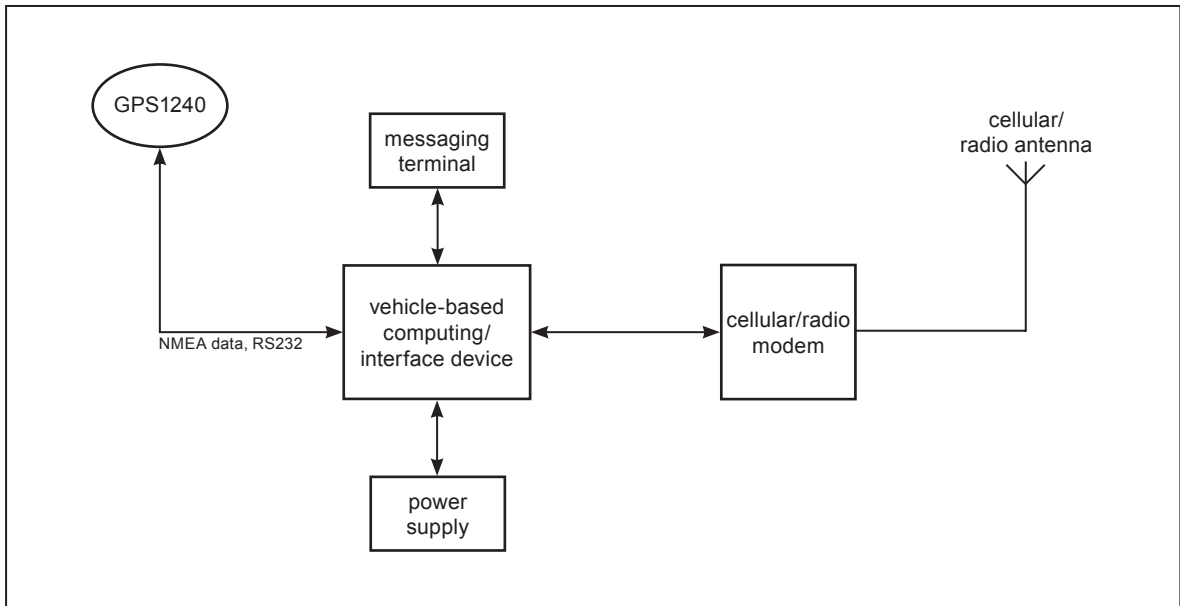 GPS1240
messaging
terminal
cellular/
radio antenna
vehicle-based
computing/
interface device
cellular/radio
modem
NMEA data, RS232
power
supply